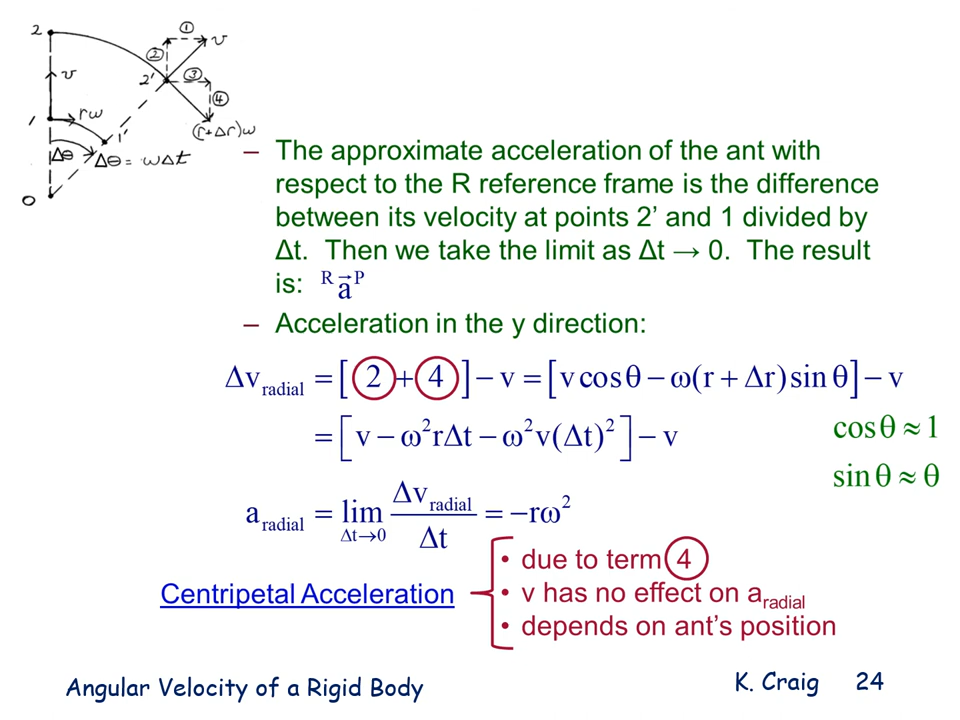 2
①
②
v
2'
③
v
④
1
rω
1'
(r+Δr)ω
Δθ
Δθ = ωΔt
0
– The approximate acceleration of the ant with
respect to the R reference frame is the difference
between its velocity at points 2’ and 1 divided by
Δt. Then we take the limit as Δt → 0. The result
is: ᴿa⃗ᴾ
– Acceleration in the y direction:
Δv_radial = [② + ④] − v = [v cos θ − ω(r + Δr) sin θ] − v
= [v − ω²rΔt − ω²v(Δt)²] − v
cos θ ≈ 1
sin θ ≈ θ
a_radial = lim_{Δt→0} Δv_radial / Δt = −rω²
Centripetal Acceleration
• due to term ④
• v has no effect on a_radial
• depends on ant’s position
Angular Velocity of a Rigid Body
K. Craig 24